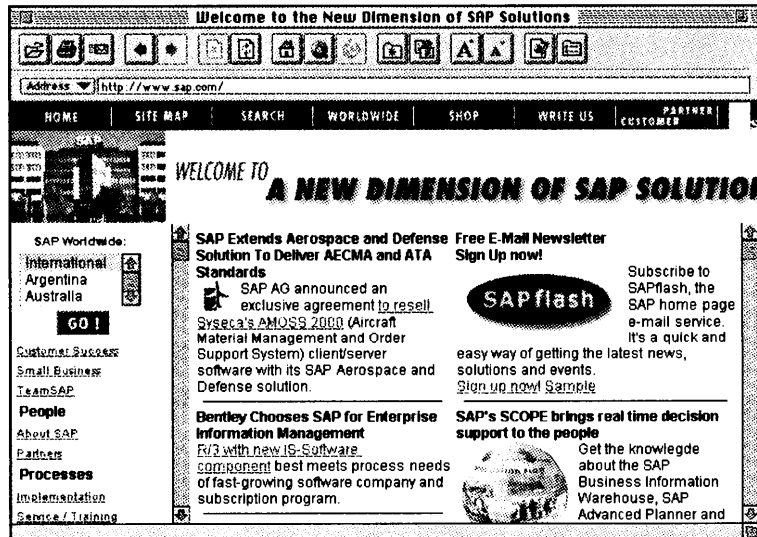 Welcome to the New Dimension of SAP Solutions
Address http://www.sap.com/
HOME SITE MAP SEARCH WORLDWIDE SHOP WRITE US PARTNER
CUSTOMER
SAP
WELCOME TO
A NEW DIMENSION OF SAP SOLUTION
SAP Worldwide:
International
Argentina
Australia
GO !
Customer Success
Small Business
TeamSAP
People
About SAP
Partners
Processes
Implementation
Service / Training
SAP Extends Aerospace and Defense
Solution To Deliver AECMA and ATA
Standards
SAP AG announced an
exclusive agreement to resell
Syseca's AMOSS 2000 (Aircraft
Material Management and Order
Support System) client/server
software with its SAP Aerospace and
Defense solution.
Bentley Chooses SAP for Enterprise
Information Management
R/3 with new IS-Software
component best meets process needs
of fast-growing software company and
subscription program.
Free E-Mail Newsletter
Sign Up now!
SAPflash
Subscribe to
SAPflash, the
SAP home page
e-mail service.
It's a quick and
easy way of getting the latest news,
solutions and events.
Sign up now! Sample
SAP's SCOPE brings real time decision
support to the people
Get the knowlegde
about the SAP
Business Information
Warehouse, SAP
Advanced Planner and